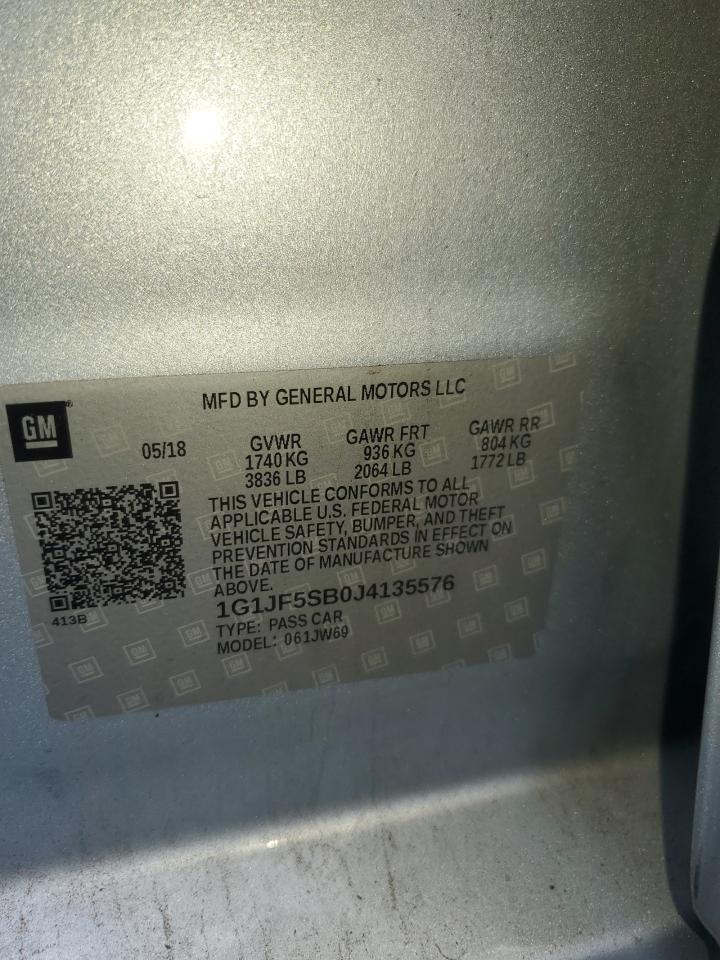 GM
MFD BY GENERAL MOTORS LLC
05/18
GVWR
1740 KG
3836 LB
GAWR FRT
936 KG
2064 LB
GAWR RR
804 KG
1772 LB
THIS VEHICLE CONFORMS TO ALL
APPLICABLE U.S. FEDERAL MOTOR
VEHICLE SAFETY, BUMPER, AND THEFT
PREVENTION STANDARDS IN EFFECT ON
THE DATE OF MANUFACTURE SHOWN
ABOVE.
1G1JF5SB0J4135576
TYPE: PASS CAR
MODEL: 061JW69
413B